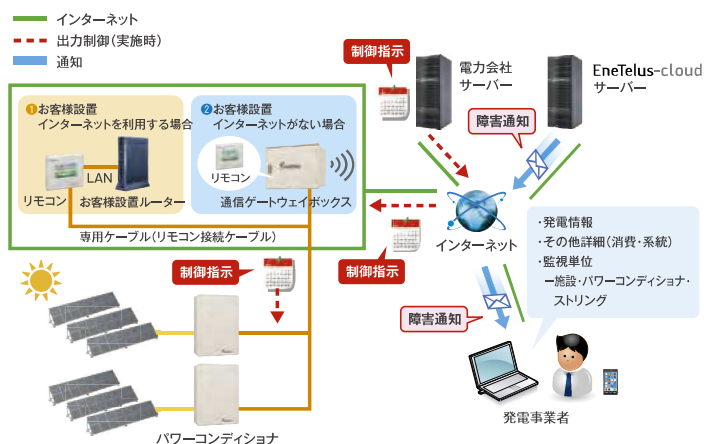 インターネット
出力制御(実施時)
通知
制御指示
電力会社
サーバー
EneTelus-cloud
サーバー
障害通知
❶お客様設置
インターネットを利用する場合
LAN
リモコン
お客様設置ルーター
❷お客様設置
インターネットがない場合
リモコン
通信ゲートウェイボックス
専用ケーブル(リモコン接続ケーブル)
インターネット
制御指示
制御指示
・発電情報
・その他詳細(消費・系統)
・監視単位
ー施設・パワーコンディショナ・
ストリング
障害通知
発電事業者
パワーコンディショナ